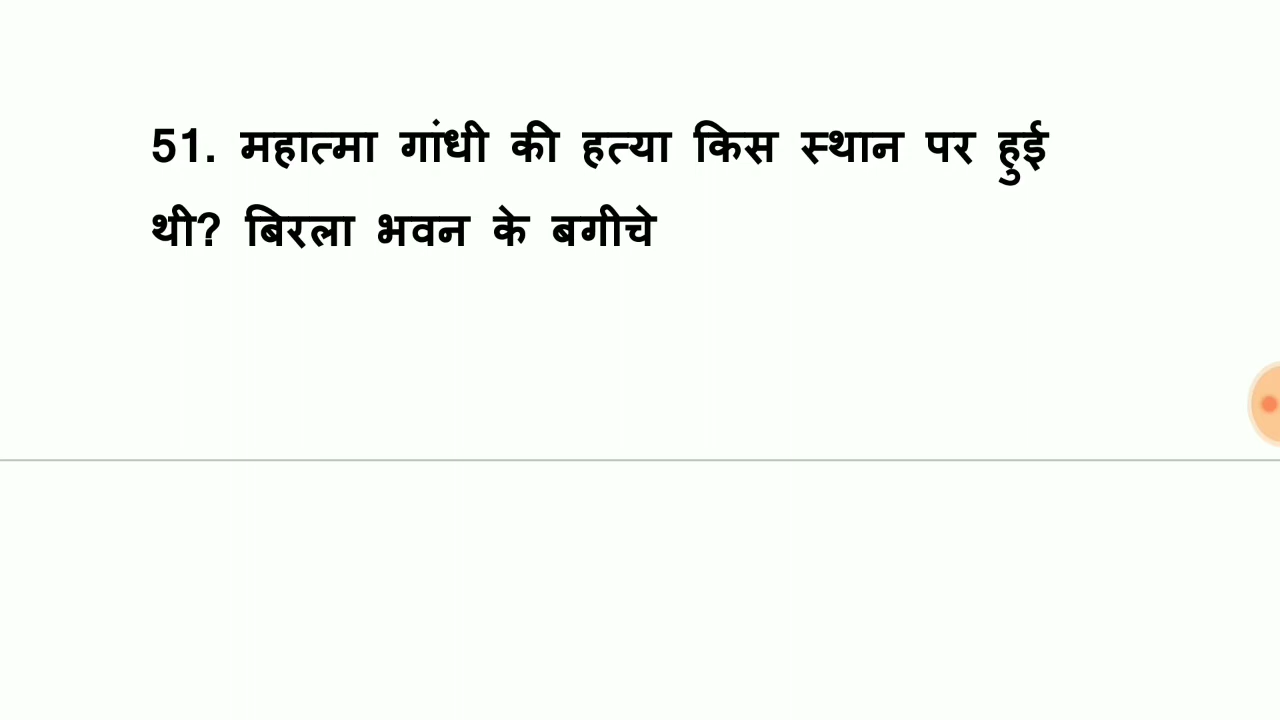 51. महात्मा गांधी की हत्या किस स्थान पर हुई
थी? बिरला भवन के बगीचे